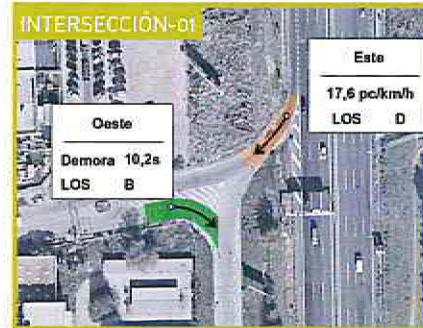 INTERSECCIÓN-01
Este
17,6 pc/km/h
LOS D
Oeste
Demora 10,2s
LOS B